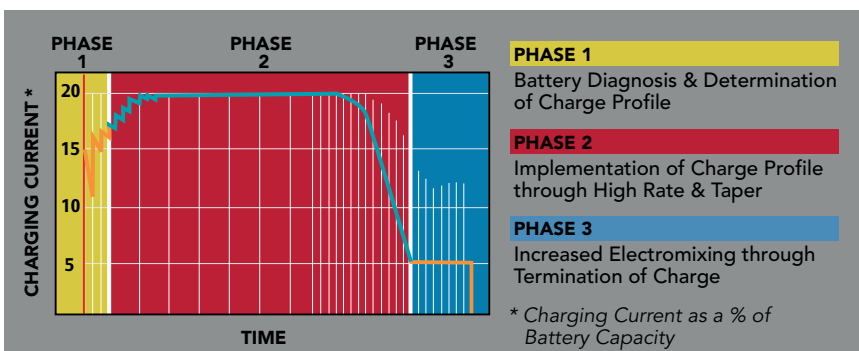 PHASE
1
PHASE
2
PHASE
3
CHARGING CURRENT *
20
15
10
5
TIME
PHASE 1
Battery Diagnosis & Determination
of Charge Profile
PHASE 2
Implementation of Charge Profile
through High Rate & Taper
PHASE 3
Increased Electromixing through
Termination of Charge
* Charging Current as a % of
Battery Capacity